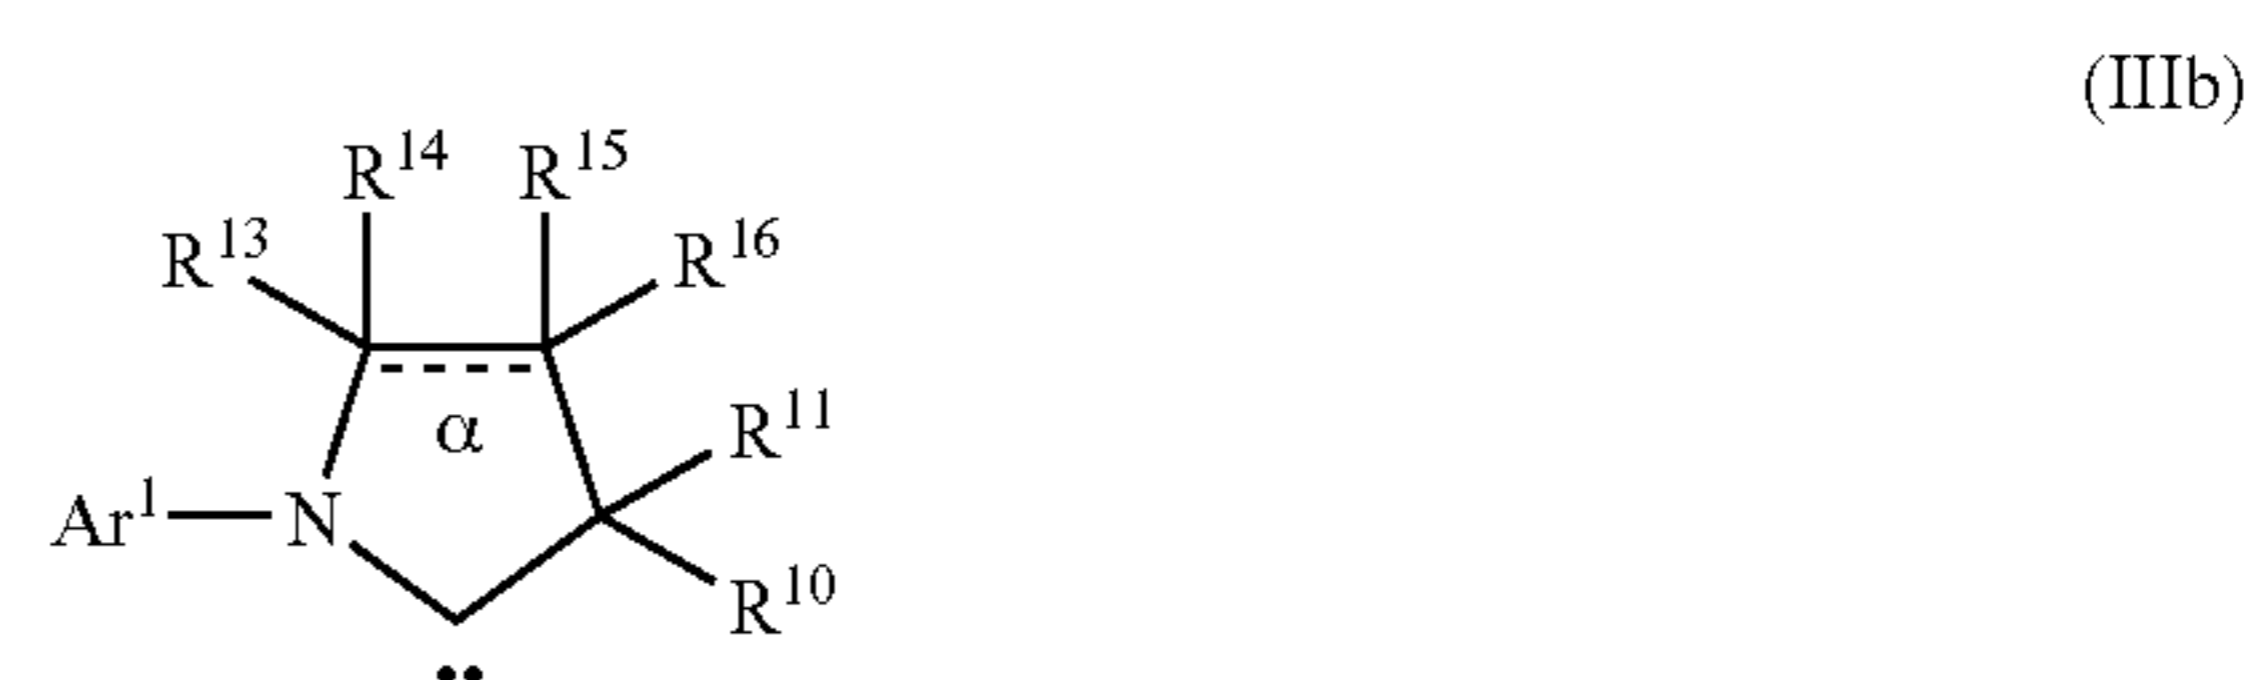 (IIIb)
R14 R15
R13 R16
R11
α
Ar1 N
R10